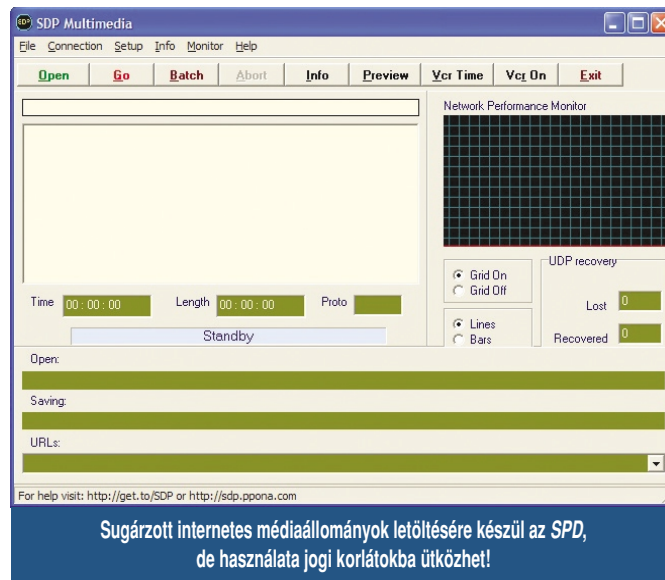 SDP SDP Multimedia
File Connection Setup Info Monitor Help
Open Go Batch Abort Info Preview Vcr Time Vcr On Exit
Network Performance Monitor
Grid On
Grid Off
UDP recovery
Lost 0
Lines
Bars
Recovered 0
Time 00:00:00 Length 00:00:00 Proto
Standby
Open:
Saving:
URLs:
For help visit: http://get.to/SDP or http://sdp.ppona.com
Sugárzott internetes médiaállományok letöltésére készül az SPD,
de használata jogi korlátokba ütközhet!